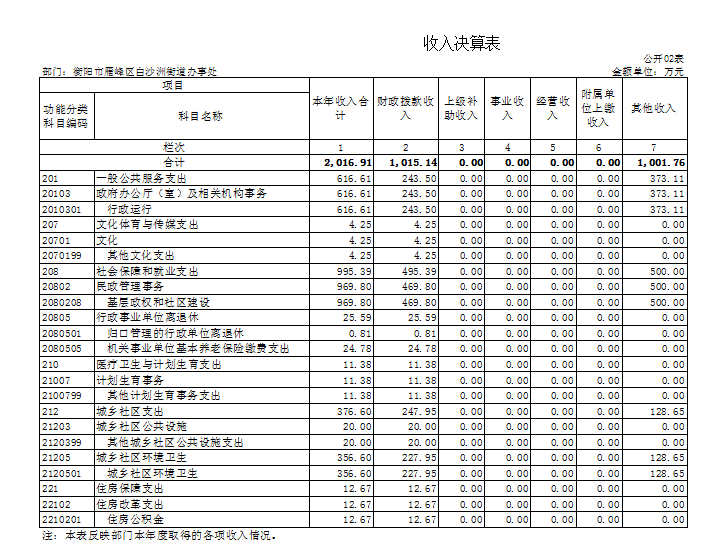 收入决算表
公开02表
部门：衡阳市雁峰区白沙洲街道办事处 金额单位：万元
项目 本年收入合计 财政拨款收入 上级补助收入 事业收入 经营收入 附属单位上缴收入 其他收入
功能分类科目编码 科目名称
栏次 1 2 3 4 5 6 7
合计 2,016.91 1,015.14 0.00 0.00 0.00 0.00 1,001.76
201 一般公共服务支出 616.61 243.50 0.00 0.00 0.00 0.00 373.11
20103 政府办公厅（室）及相关机构事务 616.61 243.50 0.00 0.00 0.00 0.00 373.11
2010301 行政运行 616.61 243.50 0.00 0.00 0.00 0.00 373.11
207 文化体育与传媒支出 4.25 4.25 0.00 0.00 0.00 0.00 0.00
20701 文化 4.25 4.25 0.00 0.00 0.00 0.00 0.00
2070199 其他文化支出 4.25 4.25 0.00 0.00 0.00 0.00 0.00
208 社会保障和就业支出 995.39 495.39 0.00 0.00 0.00 0.00 500.00
20802 民政管理事务 969.80 469.80 0.00 0.00 0.00 0.00 500.00
2080208 基层政权和社区建设 969.80 469.80 0.00 0.00 0.00 0.00 500.00
20805 行政事业单位离退休 25.59 25.59 0.00 0.00 0.00 0.00 0.00
2080501 归口管理的行政单位离退休 0.81 0.81 0.00 0.00 0.00 0.00 0.00
2080505 机关事业单位基本养老保险缴费支出 24.78 24.78 0.00 0.00 0.00 0.00 0.00
210 医疗卫生与计划生育支出 11.38 11.38 0.00 0.00 0.00 0.00 0.00
21007 计划生育事务 11.38 11.38 0.00 0.00 0.00 0.00 0.00
2100799 其他计划生育事务支出 11.38 11.38 0.00 0.00 0.00 0.00 0.00
212 城乡社区支出 376.60 247.95 0.00 0.00 0.00 0.00 128.65
21203 城乡社区公共设施 20.00 20.00 0.00 0.00 0.00 0.00 0.00
2120399 其他城乡社区公共设施支出 20.00 20.00 0.00 0.00 0.00 0.00 0.00
21205 城乡社区环境卫生 356.60 227.95 0.00 0.00 0.00 0.00 128.65
2120501 城乡社区环境卫生 356.60 227.95 0.00 0.00 0.00 0.00 128.65
221 住房保障支出 12.67 12.67 0.00 0.00 0.00 0.00 0.00
22102 住房改革支出 12.67 12.67 0.00 0.00 0.00 0.00 0.00
2210201 住房公积金 12.67 12.67 0.00 0.00 0.00 0.00 0.00
注：本表反映部门本年度取得的各项收入情况。